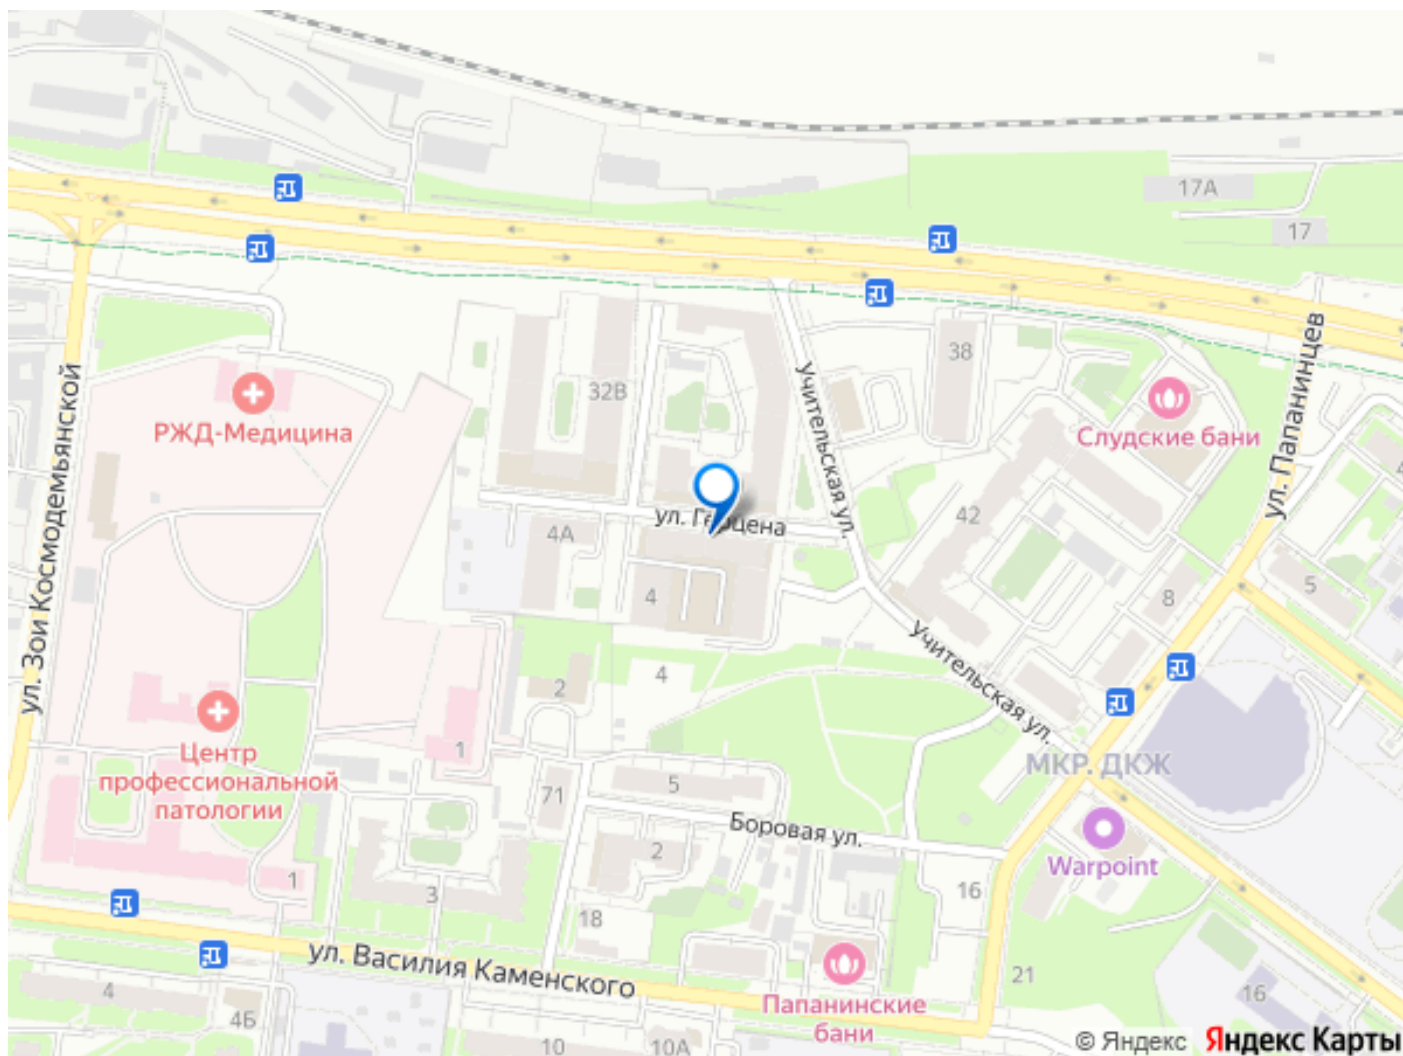 17А
17
ул. Папанинцев
38
32В
Учительская ул.
РЖД-Медицина
Слудские бани
ул. Зои Космодемьянской
ул. Герцена
42
4А
4
8
5
Учительская ул.
4
2
1
Центр
профессиональной
патологии
МКР. ДКЖ
5
71
Боровая ул.
Warpoint
2
1
3
16
18
ул. Василия Каменского
21
Папанинские
бани
4
4Б
10
10А
16
© Яндекс Яндекс Карты